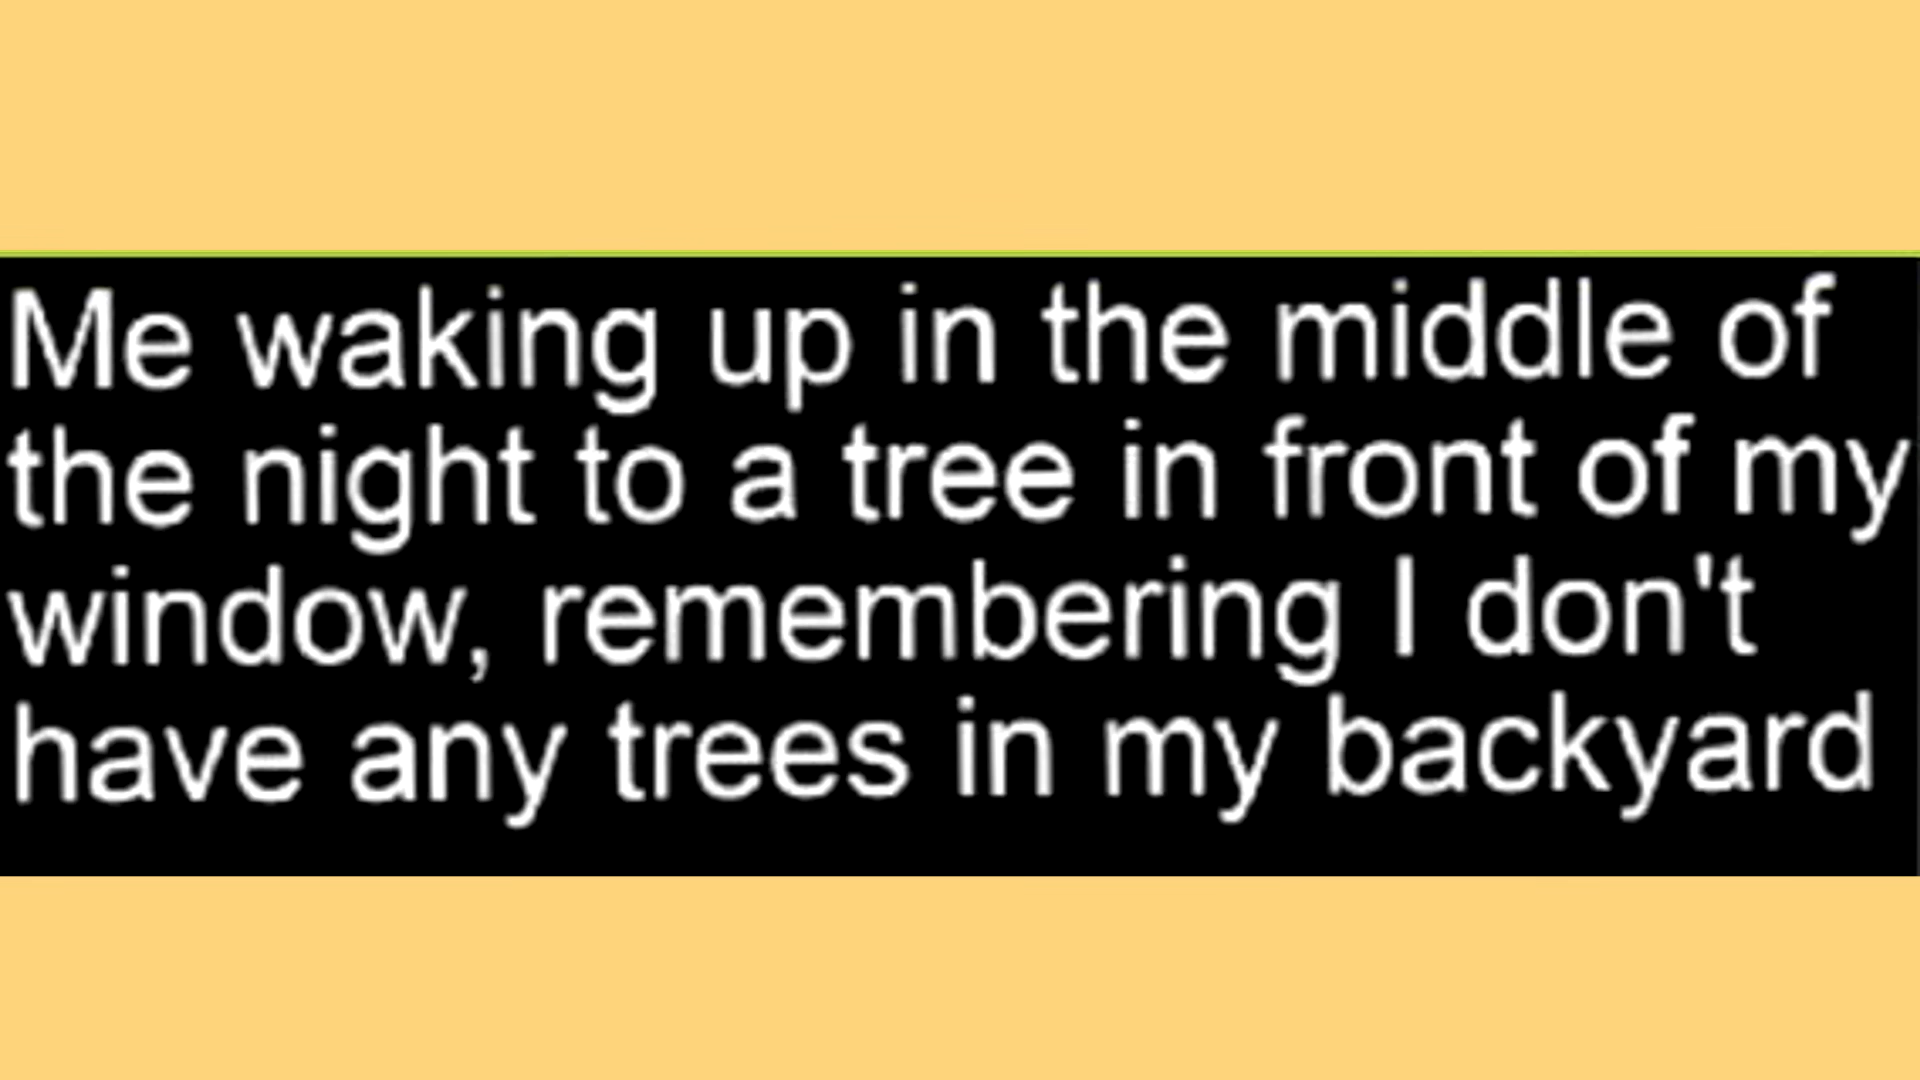 Me waking up in the middle of
the night to a tree in front of my
window, remembering I don't
have any trees in my backyard